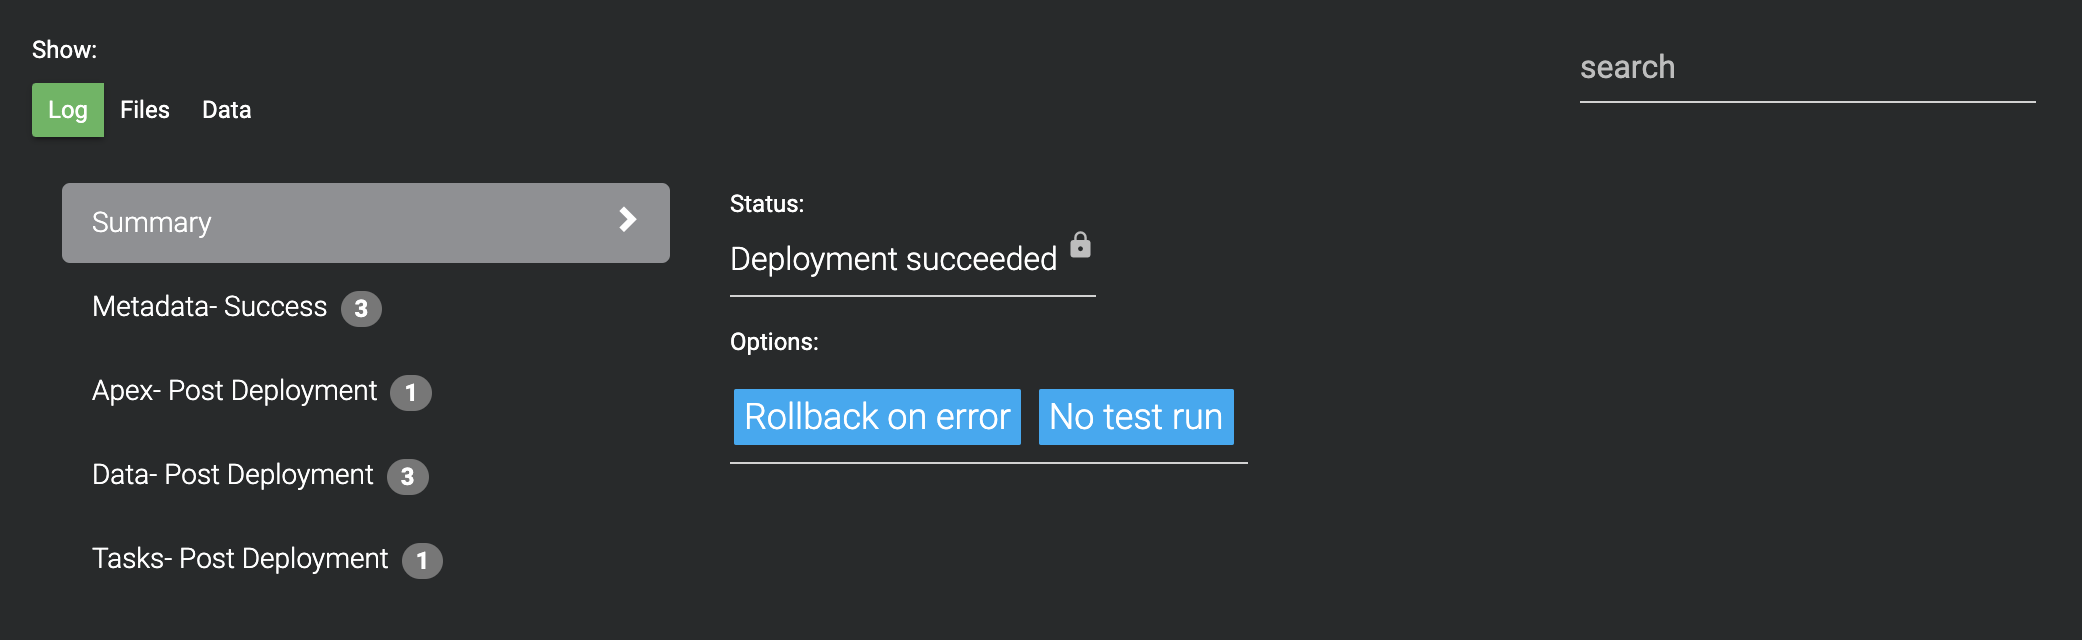 Show:
search
Log Files Data
Summary
Metadata- Success 3
Apex- Post Deployment 1
Data- Post Deployment 3
Tasks- Post Deployment 1
Status:
Deployment succeeded
Options:
Rollback on error No test run